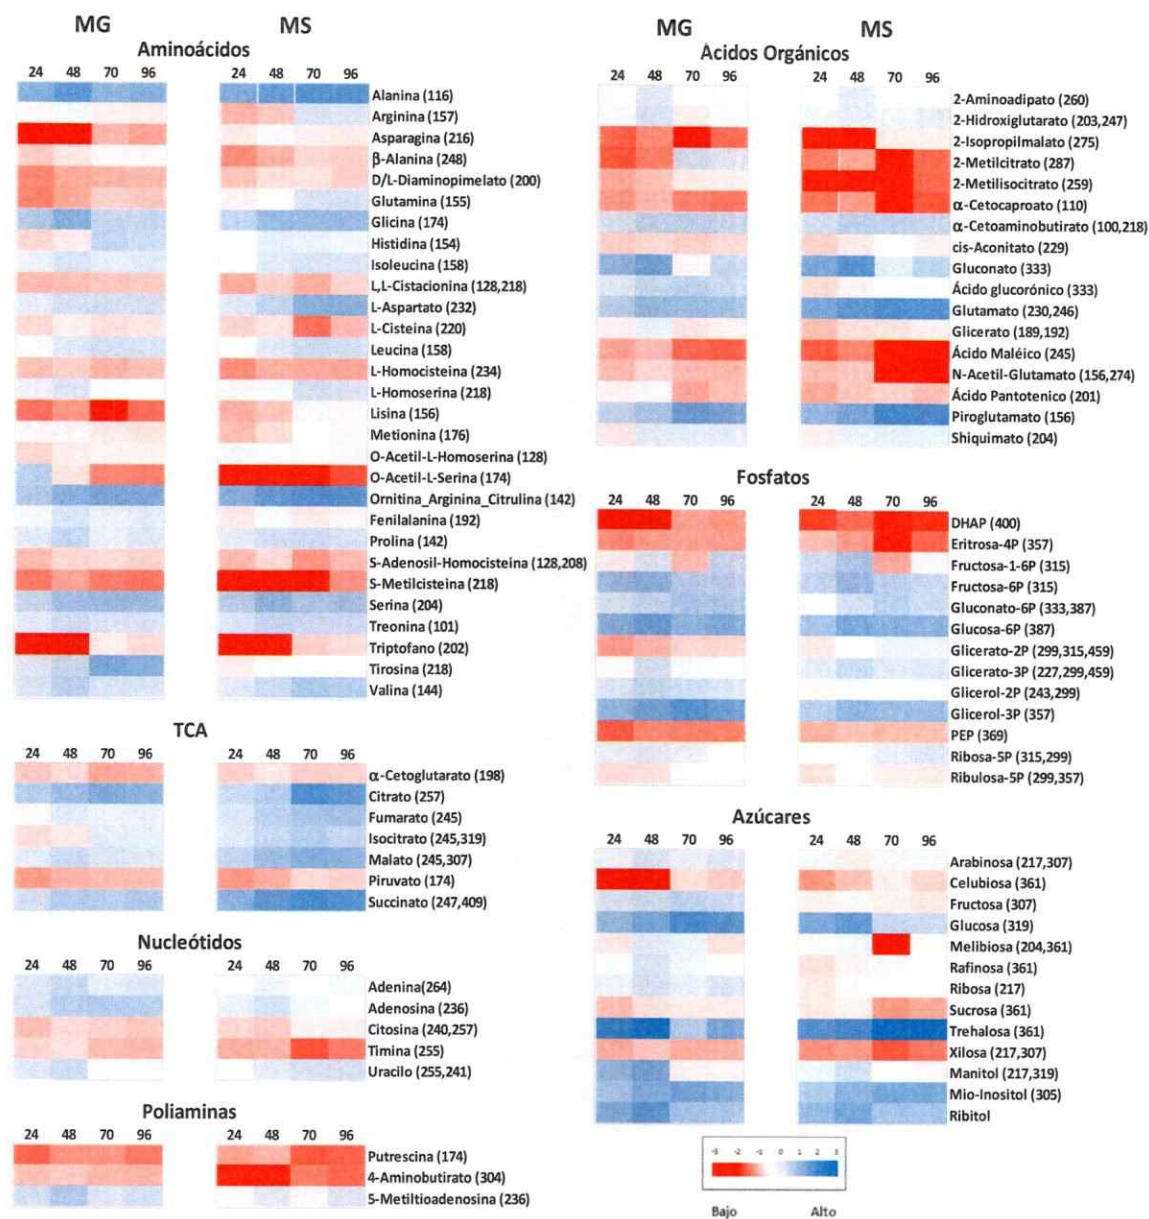 MG MS
Aminoácidos
24 48 70 96 24 48 70 96
Alanina (116)
Arginina (157)
Asparagina (216)
β-Alanina (248)
D/L-Diaminopimelato (200)
Glutamina (155)
Glicina (174)
Histidina (154)
Isoleucina (158)
L,L-Cistacionina (128,218)
L-Aspartato (232)
L-Cisteina (220)
Leucina (158)
L-Homocisteina (234)
L-Homoserina (218)
Lisina (156)
Metionina (176)
O-Acetil-L-Homoserina (128)
O-Acetil-L-Serina (174)
Ornitina_Arginina_Citrulina (142)
Fenilalanina (192)
Prolina (142)
S-Adenosil-Homocisteina (128,208)
S-Metilcisteina (218)
Serina (204)
Treonina (101)
Triptofano (202)
Tirosina (218)
Valina (144)
TCA
24 48 70 96 24 48 70 96
α-Cetoglutarato (198)
Citrato (257)
Fumarato (245)
Isocitrato (245,319)
Malato (245,307)
Piruvato (174)
Succinato (247,409)
Nucleótidos
24 48 70 96 24 48 70 96
Adenina(264)
Adenosina (236)
Citosina (240,257)
Timina (255)
Uracilo (255,241)
Poliaminas
24 48 70 96 24 48 70 96
Putrescina (174)
4-Aminobutirato (304)
5-Metiltioadenosina (236)
MG MS
Ácidos Orgánicos
24 48 70 96 24 48 70 96
2-Aminoadipato (260)
2-Hidroxiglutarato (203,247)
2-Isopropilmalato (275)
2-Metilcitrato (287)
2-Metilisocitrato (259)
α-Cetocaproato (110)
α-Cetoaminobutirato (100,218)
cis-Aconitato (229)
Gluconato (333)
Ácido glucorónico (333)
Glutamato (230,246)
Glicerato (189,192)
Ácido Maléico (245)
N-Acetil-Glutamato (156,274)
Ácido Pantotenico (201)
Piroglutamato (156)
Shiquimato (204)
Fosfatos
24 48 70 96 24 48 70 96
DHAP (400)
Eritrosa-4P (357)
Fructosa-1-6P (315)
Fructosa-6P (315)
Gluconato-6P (333,387)
Glucosa-6P (387)
Glicerato-2P (299,315,459)
Glicerato-3P (227,299,459)
Glicerol-2P (243,299)
Glicerol-3P (357)
PEP (369)
Ribosa-5P (315,299)
Ribulosa-5P (299,357)
Azúcares
24 48 70 96 24 48 70 96
Arabinosa (217,307)
Celubiosa (361)
Fructosa (307)
Glucosa (319)
Melibiosa (204,361)
Rafinosa (361)
Ribosa (217)
Sucrosa (361)
Trehalosa (361)
Xilosa (217,307)
Manitol (217,319)
Mio-Inositol (305)
Ribitol
-3 -2 -1 0 1 2 3
Bajo Alto